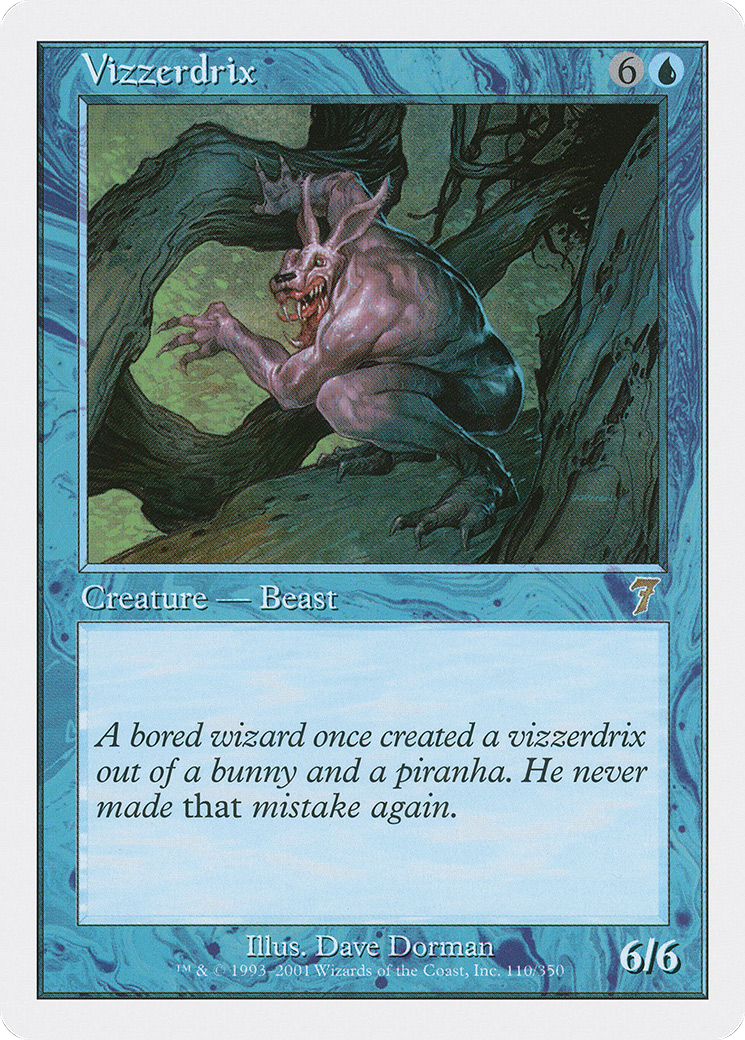 Vizzerdrix 6
Creature — Beast 7
A bored wizard once created a vizzerdrix
out of a bunny and a piranha. He never
made that mistake again.
Illus. Dave Dorman
™ & © 1993-2001 Wizards of the Coast, Inc. 110/350
6/6